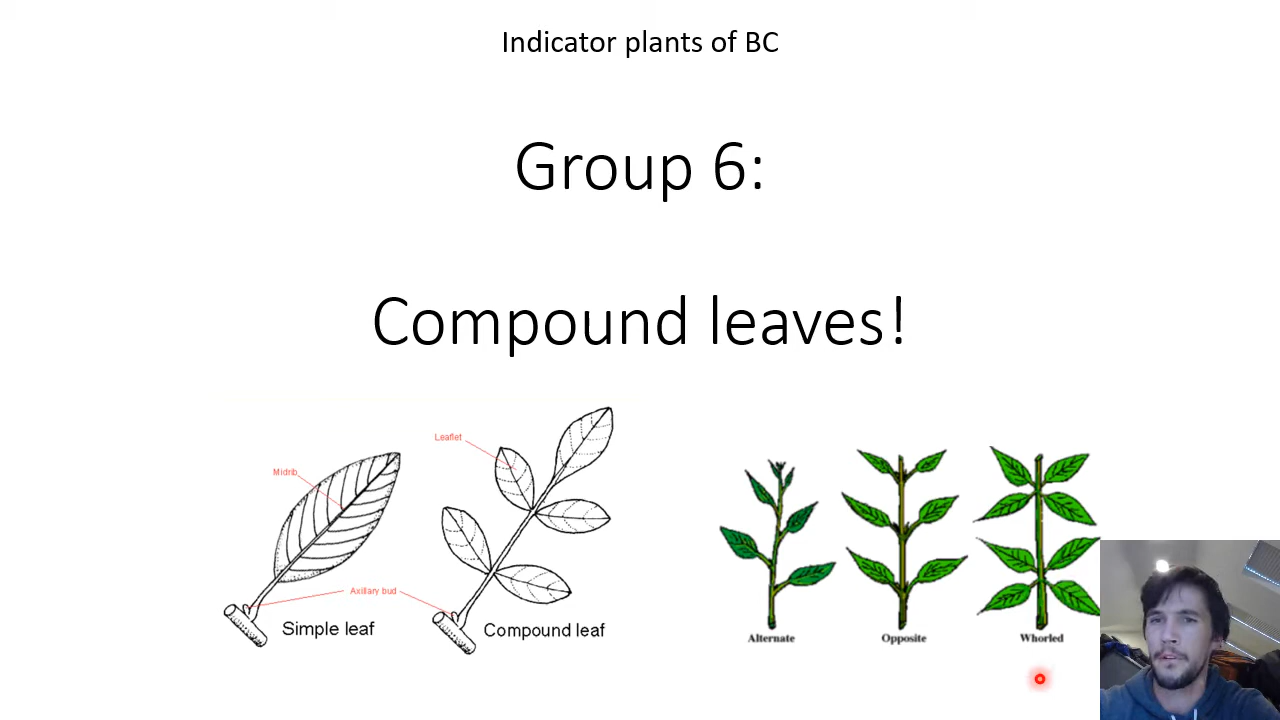 Indicator plants of BC
Group 6:
Compound leaves!
Leaflet
Midrib
Axillary bud
Simple leaf
Compound leaf
Alternate
Opposite
Whorled